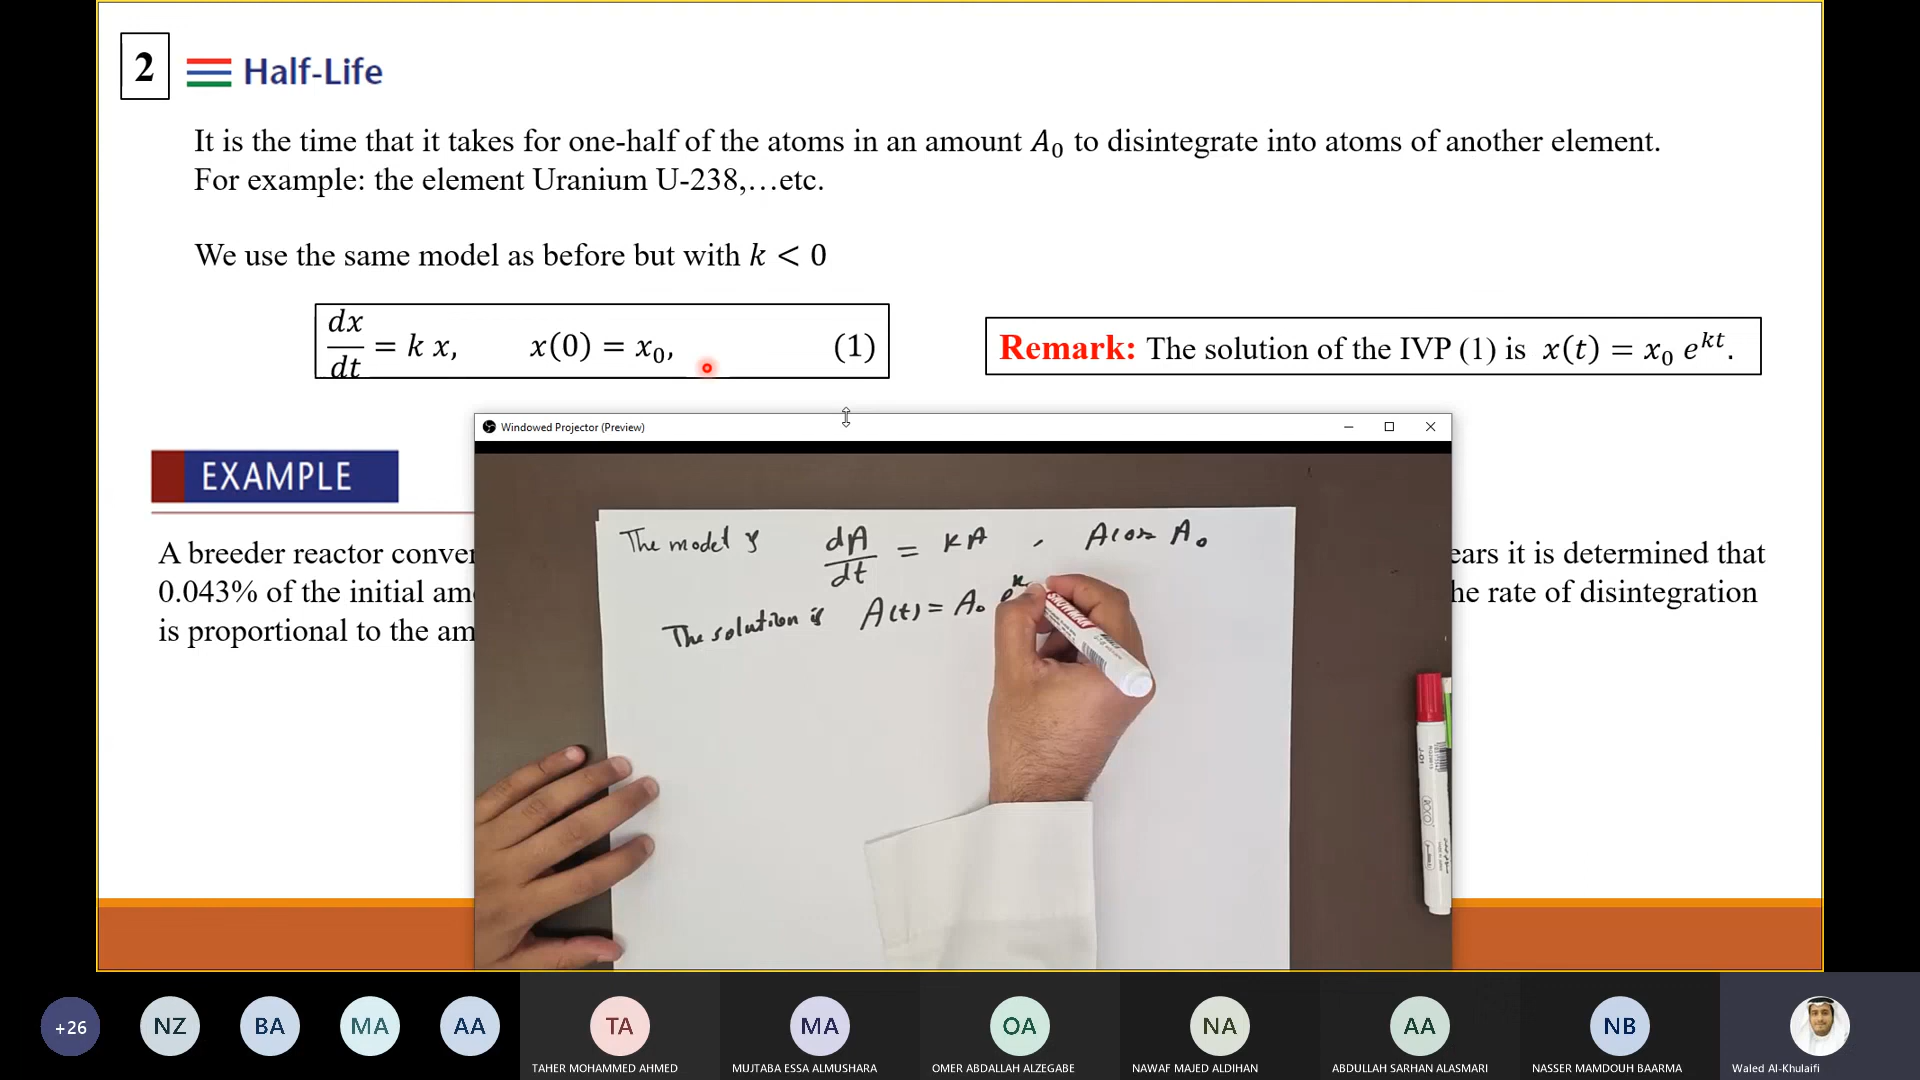 2
Half-Life
It is the time that it takes for one-half of the atoms in an amount A₀ to disintegrate into atoms of another element.
For example: the element Uranium U-238,…etc.
We use the same model as before but with k < 0
dx/dt = k x, x(0) = x₀, (1)
Remark: The solution of the IVP (1) is x(t) = x₀ e^{kt}.
Windowed Projector (Preview)
EXAMPLE
The model is dA/dt = kA , A(0) = A₀
The solution is A(t) = A₀ e^k
A breeder reactor conver
ears it is determined that
0.043% of the initial am
he rate of disintegration
is proportional to the am
SNOWMAN
+26
NZ
BA
MA
AA
TA
MA
OA
NA
AA
NB
TAHER MOHAMMED AHMED
MUJTABA ESSA ALMUSHARA
OMER ABDALLAH ALZEGABE
NAWAF MAJED ALDIHAN
ABDULLAH SARHAN ALASMARI
NASSER MAMDOUH BAARMA
Waled Al-Khulaifi